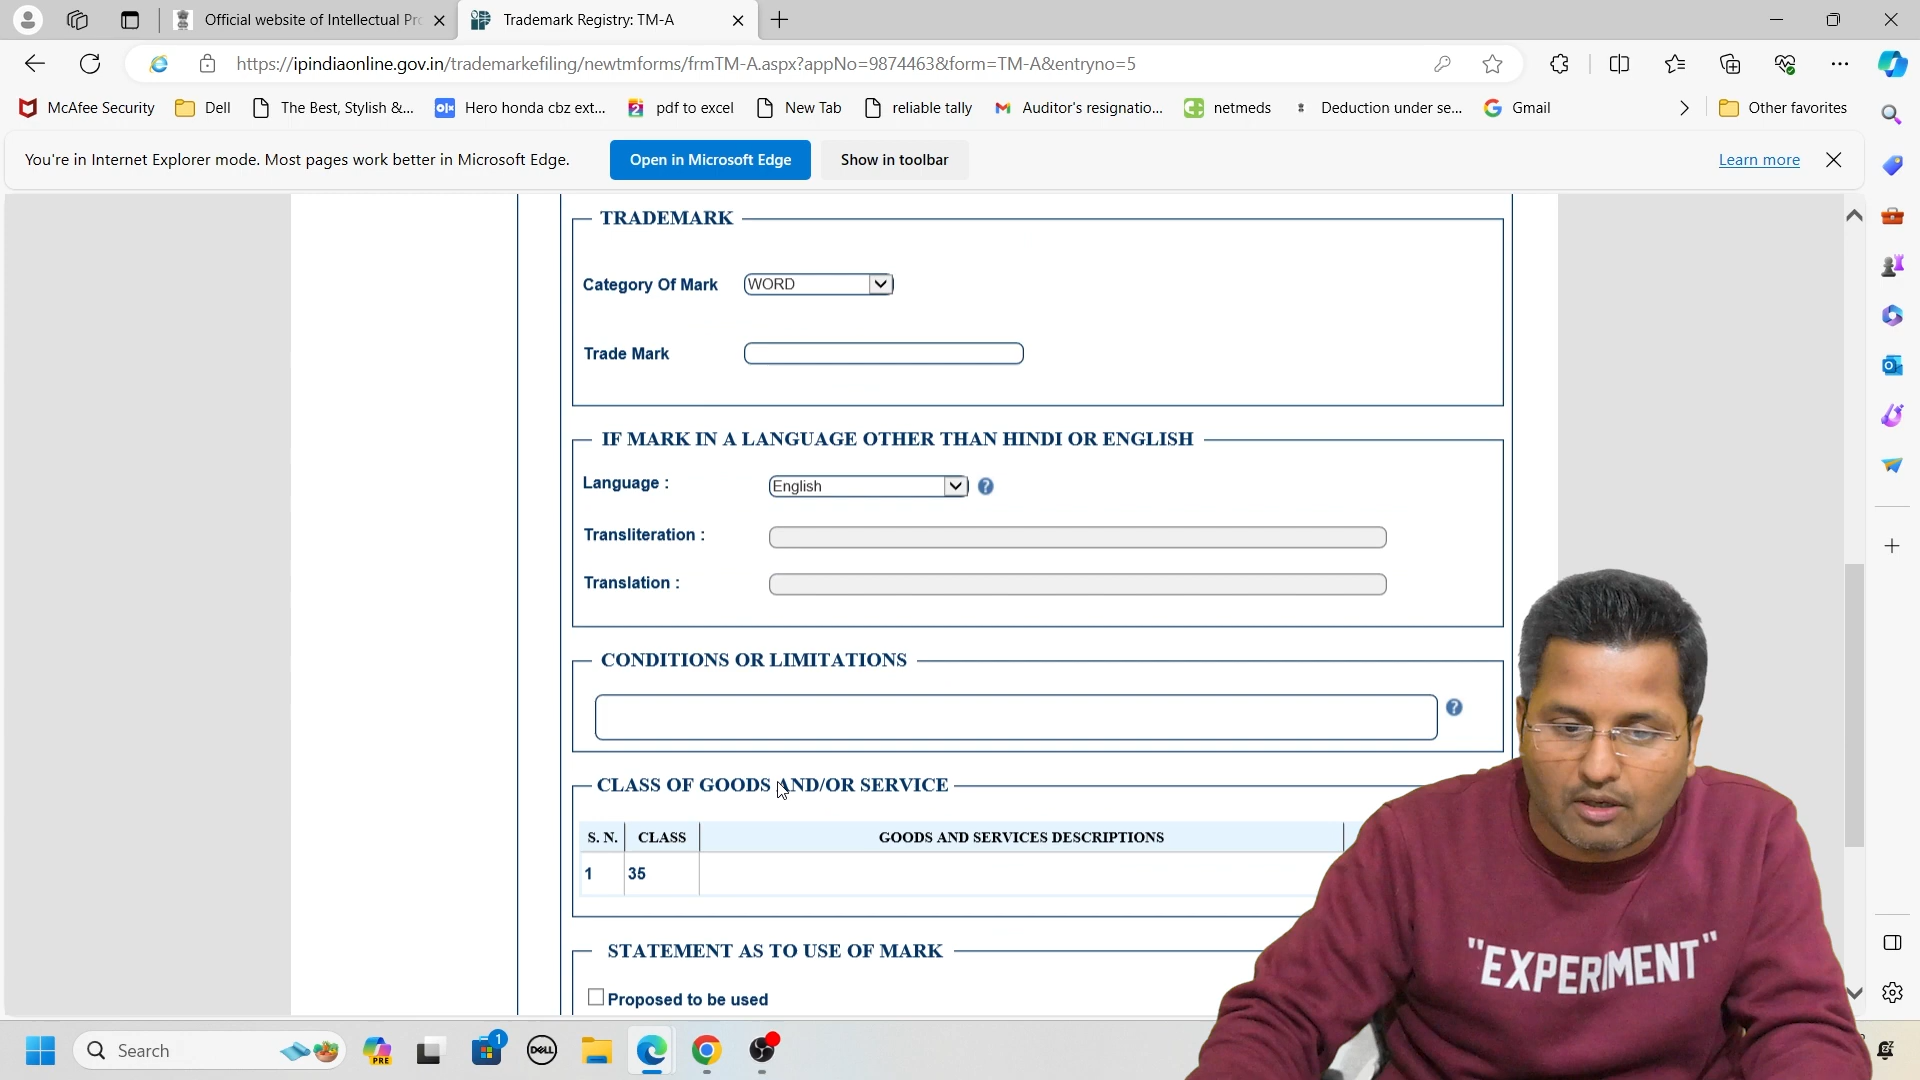 Official website of Intellectual Pr
Trademark Registry: TM-A
https://ipindiaonline.gov.in/trademarkefiling/newtmforms/frmTM-A.aspx?appNo=9874463&form=TM-A&entryno=5
McAfee Security
Dell
The Best, Stylish &...
olx
Hero honda cbz ext...
pdf to excel
New Tab
reliable tally
Auditor's resignatio...
netmeds
Deduction under se...
Gmail
Other favorites
You're in Internet Explorer mode. Most pages work better in Microsoft Edge.
Open in Microsoft Edge
Show in toolbar
Learn more
TRADEMARK
Category Of Mark
WORD
Trade Mark
IF MARK IN A LANGUAGE OTHER THAN HINDI OR ENGLISH
Language :
English
?
Transliteration :
Translation :
CONDITIONS OR LIMITATIONS
?
CLASS OF GOODS AND/OR SERVICE
S. N.
CLASS
GOODS AND SERVICES DESCRIPTIONS
1
35
STATEMENT AS TO USE OF MARK
Proposed to be used
"EXPERIMENT"
Search
PRE
1
DELL